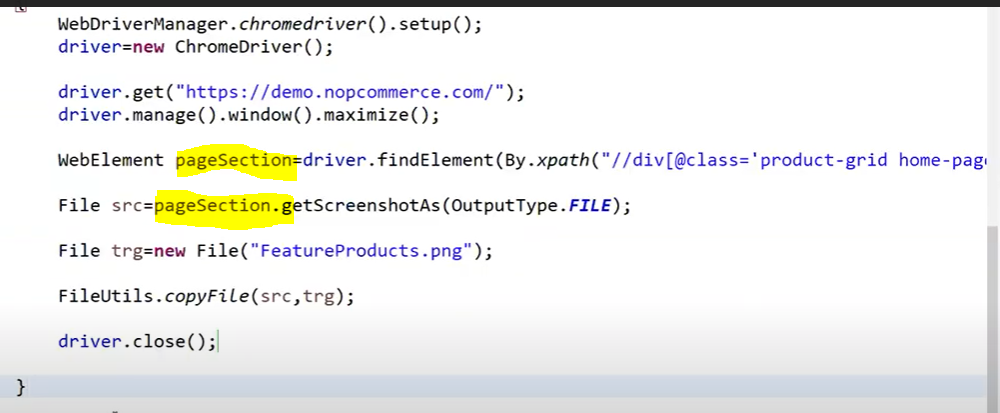 WebDriverManager.chromedriver().setup();
driver=new ChromeDriver();
driver.get("https://demo.nopcommerce.com/");
driver.manage().window().maximize();
WebElement pageSection=driver.findElement(By.xpath("//div[@class='product-grid home-page
File src=pageSection.getScreenshotAs(OutputType.FILE);
File trg=new File("FeatureProducts.png");
FileUtils.copyFile(src,trg);
driver.close();
}